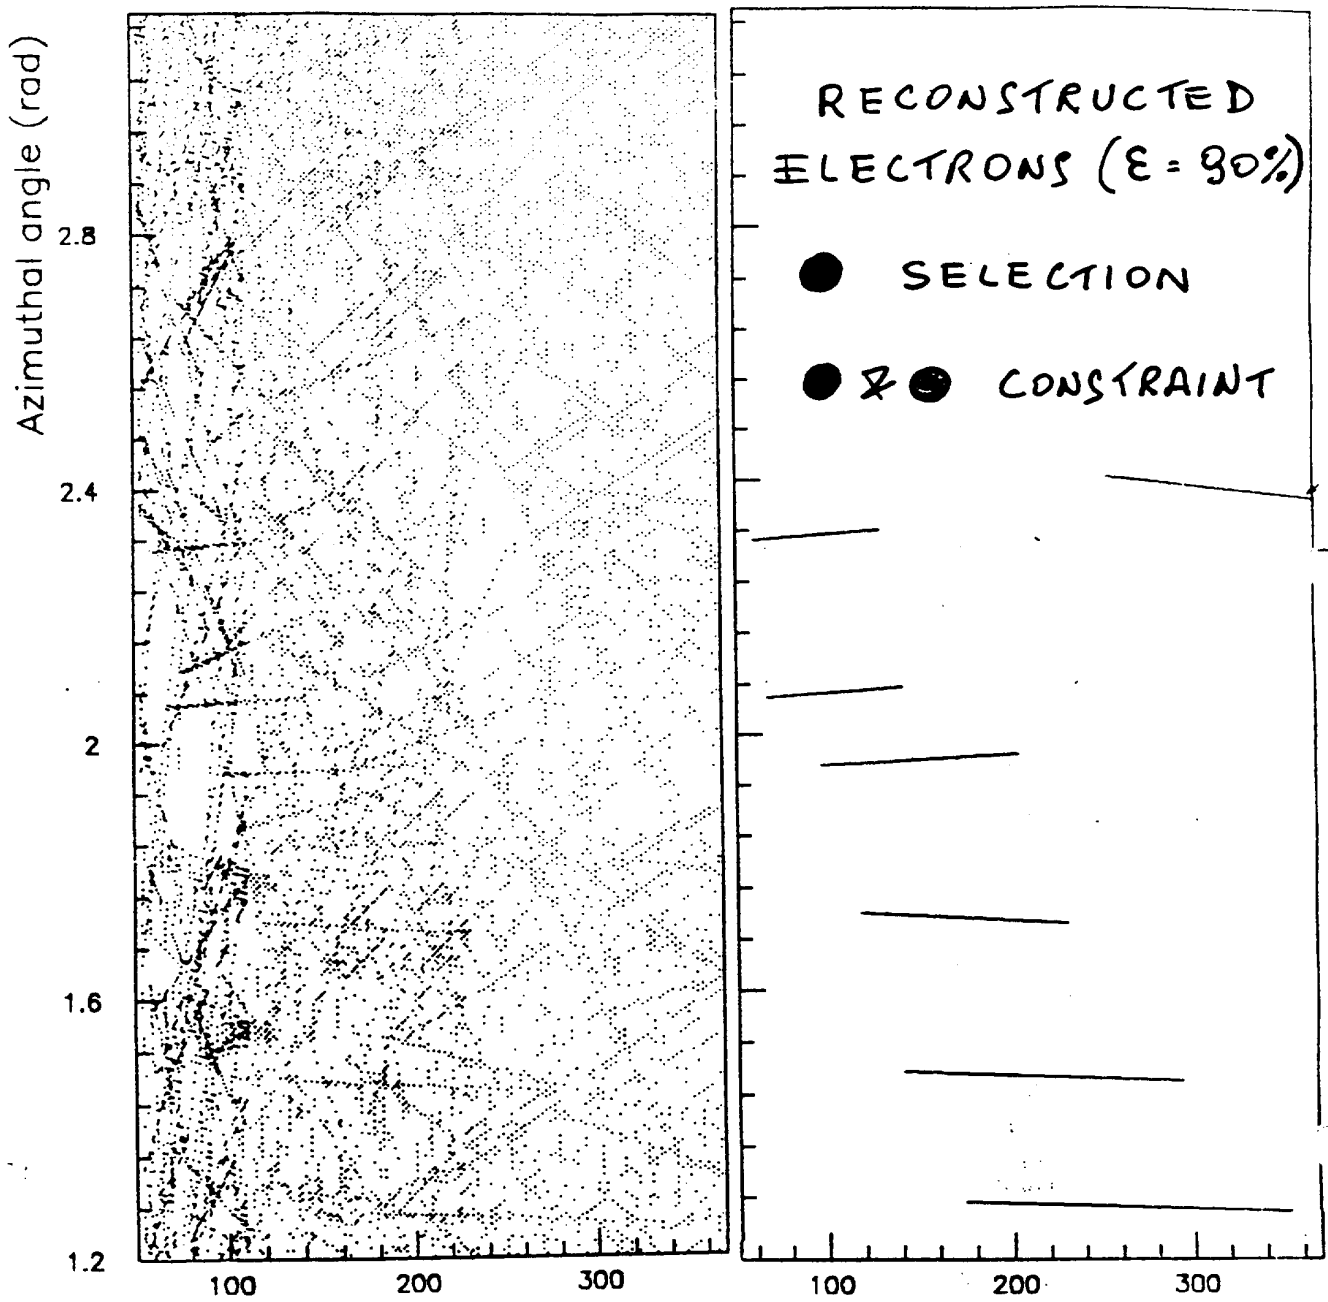 Azimuthal angle (rad)
2.8
2.4
2
1.6
1.2
100 200 300
RECONSTRUCTED
ELECTRONS (ε = 90%)
SELECTION
& CONSTRAINT
100 200 300